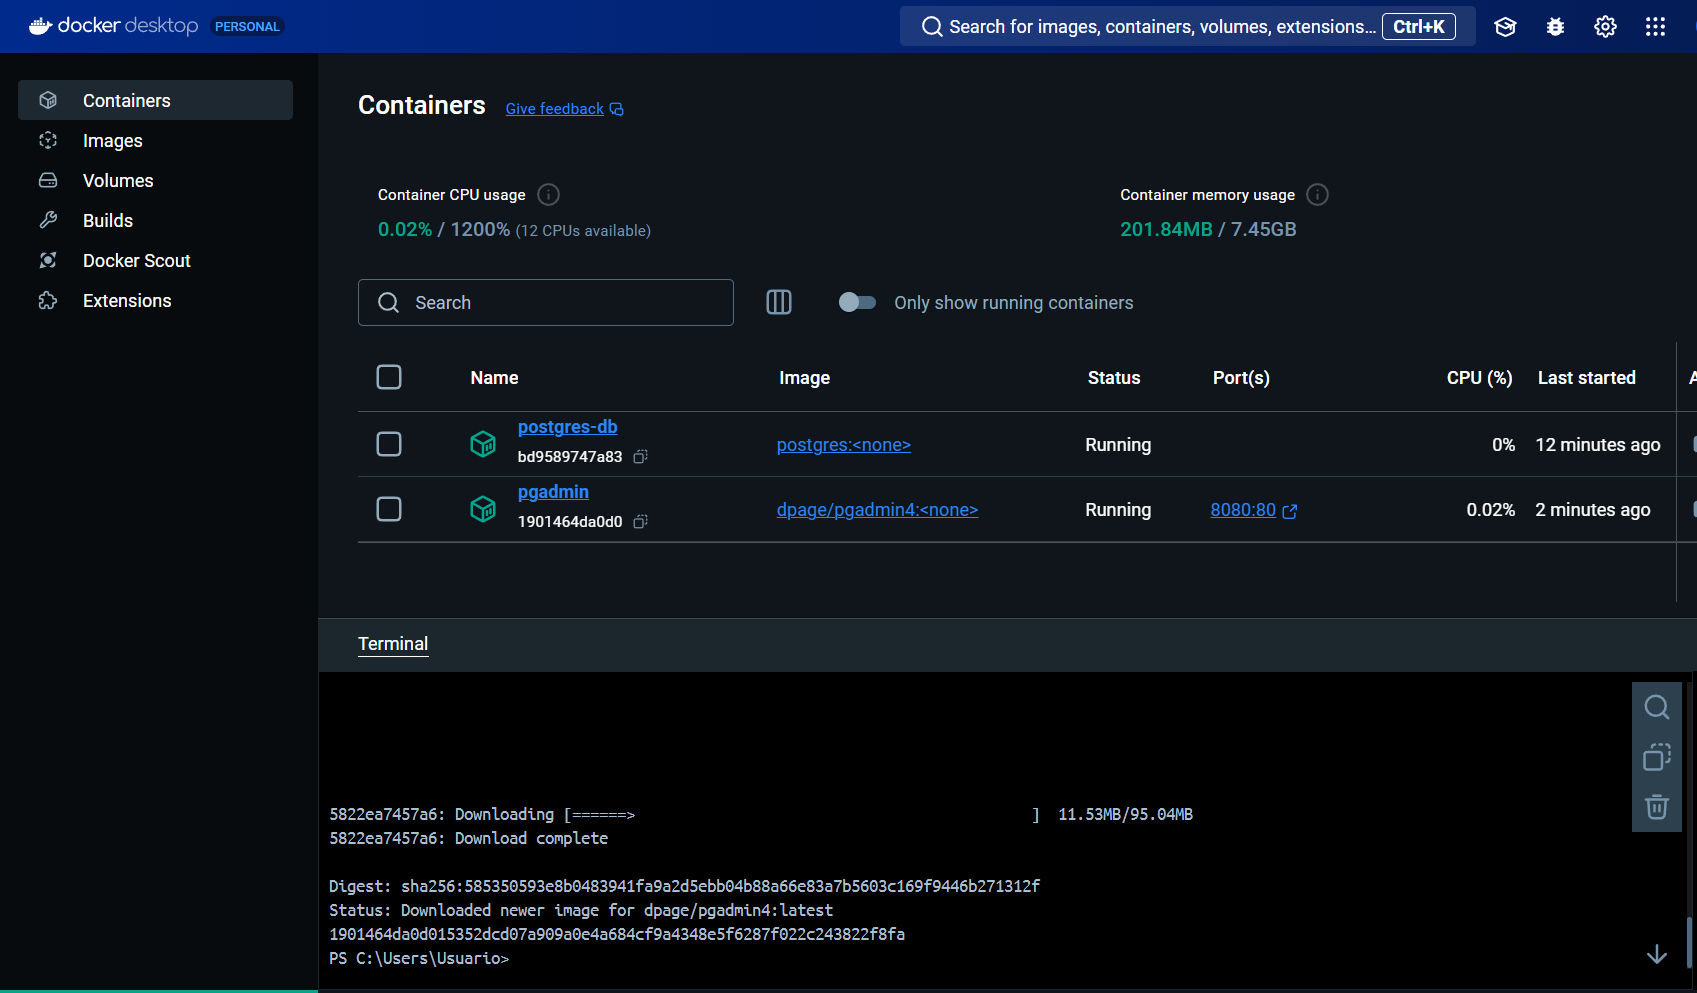 docker desktop PERSONAL
Search for images, containers, volumes, extensions... Ctrl+K
Containers
Images
Volumes
Builds
Docker Scout
Extensions
Containers Give feedback
Container CPU usage
0.02% / 1200% (12 CPUs available)
Container memory usage
201.84MB / 7.45GB
Search
Only show running containers
Name Image Status Port(s) CPU (%) Last started A
postgres-db
bd9589747a83
postgres:<none> Running 0% 12 minutes ago
pgadmin
1901464da0d0
dpage/pgadmin4:<none> Running 8080:80 0.02% 2 minutes ago
Terminal
5822ea7457a6: Downloading [======>                                            ]  11.53MB/95.04MB
5822ea7457a6: Download complete
Digest: sha256:585350593e8b0483941fa9a2d5ebb04b88a66e83a7b5603c169f9446b271312f
Status: Downloaded newer image for dpage/pgadmin4:latest
1901464da0d015352dcd07a909a0e4a684cf9a4348e5f6287f022c243822f8fa
PS C:\Users\Usuario>